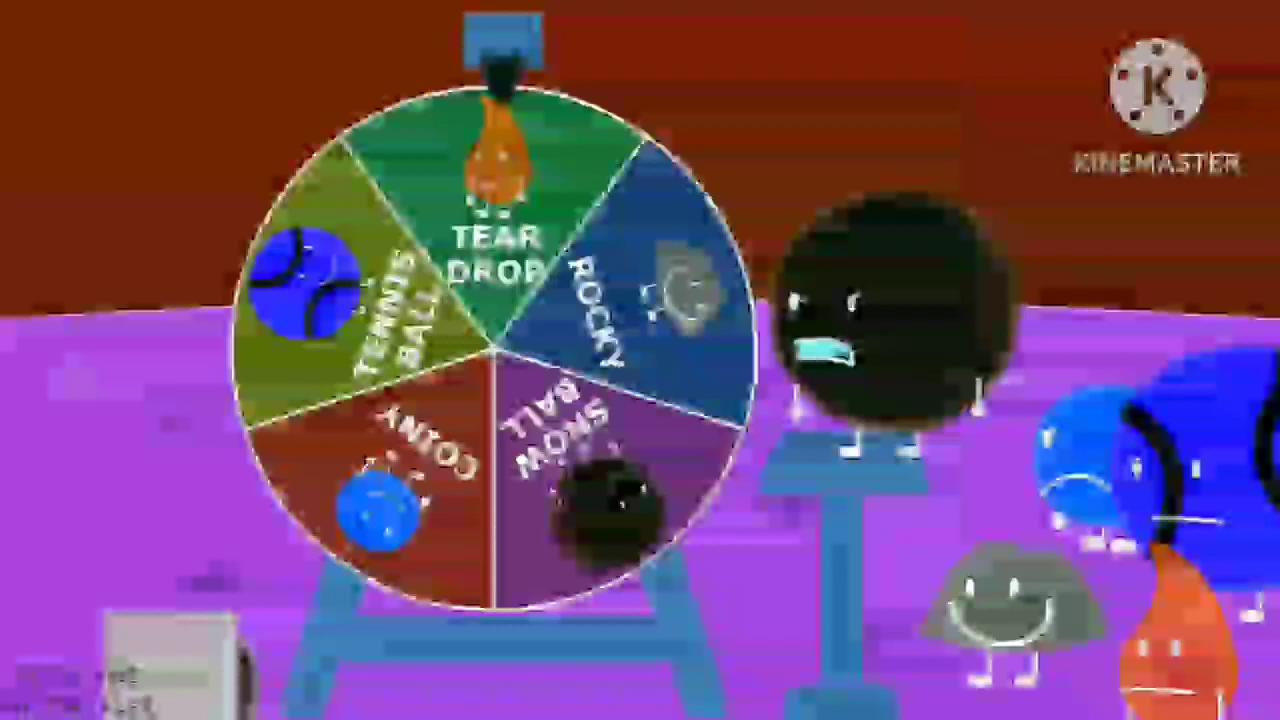 K
KINEMASTER
TEAR
DROP
ROCKY
TENNIS
BALL
COINY
SNOW
BALL